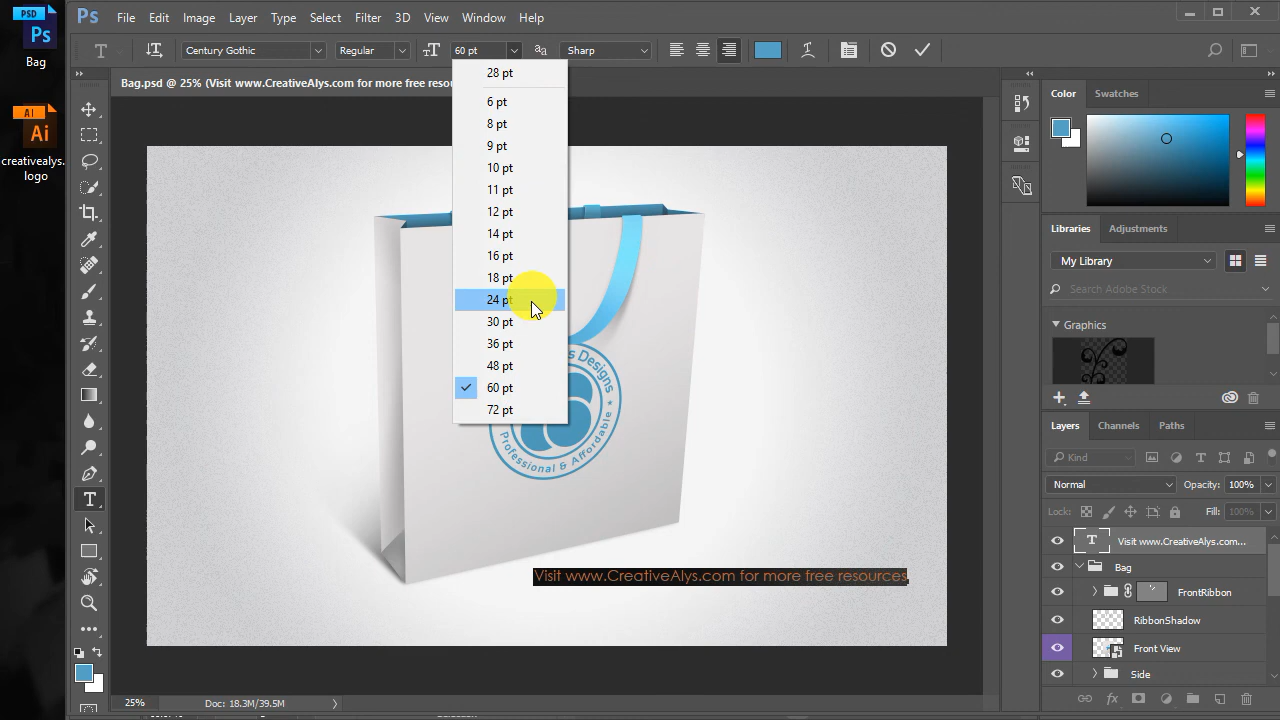 PSD
Ps
Bag
AI
Ai
creativealys.
logo
Ps File Edit Image Layer Type Select Filter 3D View Window Help
T Century Gothic Regular 60 pt Sharp
Bag.psd @ 25% (Visit www.CreativeAlys.com for more free resou
28 pt
6 pt
8 pt
9 pt
10 pt
11 pt
12 pt
14 pt
16 pt
18 pt
24 pt
30 pt
36 pt
48 pt
60 pt
72 pt
s Designs
Professional & Affordable
Visit www.CreativeAlys.com for more free resources
25% Doc: 18.3M/39.5M
Color Swatches
Libraries Adjustments
My Library
Search Adobe Stock
Graphics
Layers Channels Paths
Kind
Normal Opacity: 100%
Lock: Fill: 100%
T Visit www.CreativeAlys.com...
Bag
FrontRibbon
RibbonShadow
Front View
Side
fx